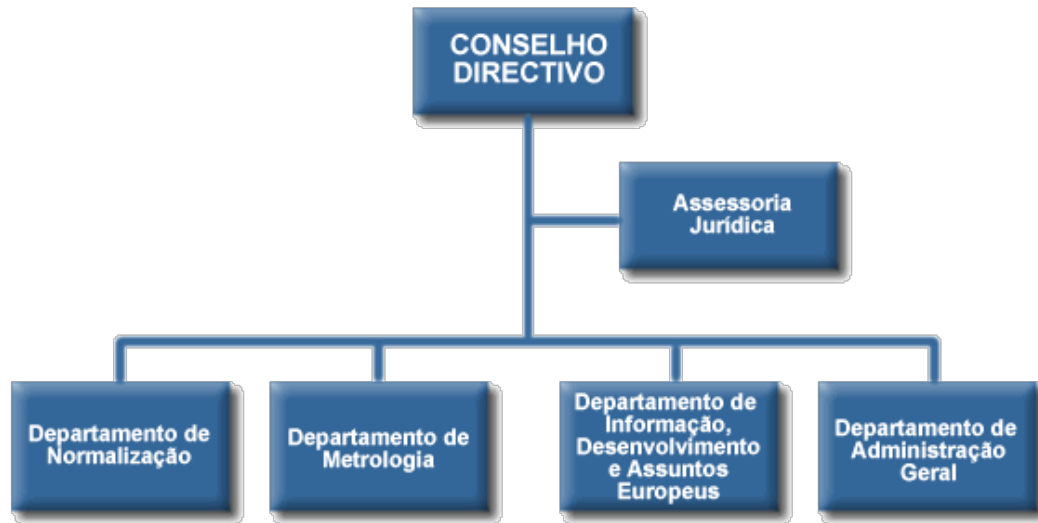 CONSELHO
DIRECTIVO
Assessoria
Jurídica
Departamento de
Normalização
Departamento de
Metrologia
Departamento de
Informação,
Desenvolvimento
e Assuntos
Europeus
Departamento de
Administração
Geral